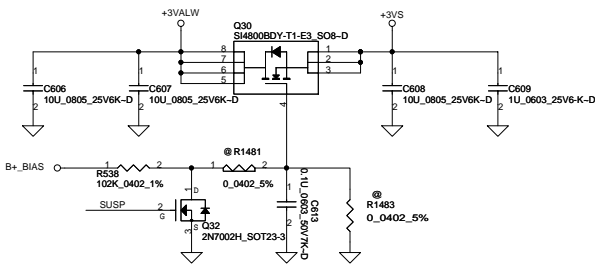 +3VALW
+3VS
Q30
SI4800BDY-T1-E3_SO8~D
8
7
6
5
1
2
3
4
1
2
C606
10U_0805_25V6K~D
1
2
C607
10U_0805_25V6K~D
1
2
C608
10U_0805_25V6K~D
1
2
C609
1U_0603_25V6-K~D
B+_BIAS
1
2
R538
102K_0402_1%
@ R1481
1
2
0_0402_5%
SUSP
2
G
1
D
3
S
Q32
2N7002H_SOT23-3
1
2
C613
0.1U_0603_50V7K~D
1
2
@
R1483
0_0402_5%